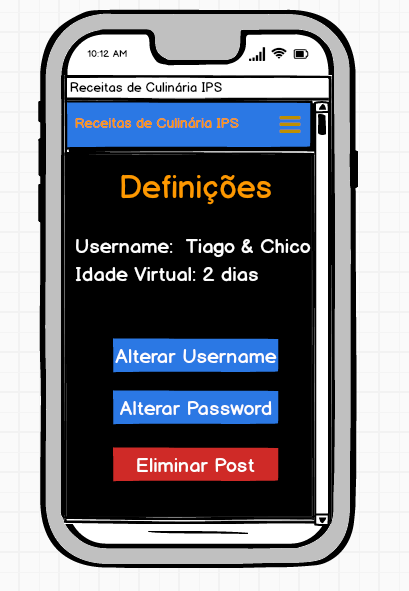 10:12 AM
Receitas de Culinária IPS
Receitas de Culinária IPS
Definições
Username: Tiago & Chico
Idade Virtual: 2 dias
Alterar Username
Alterar Password
Eliminar Post